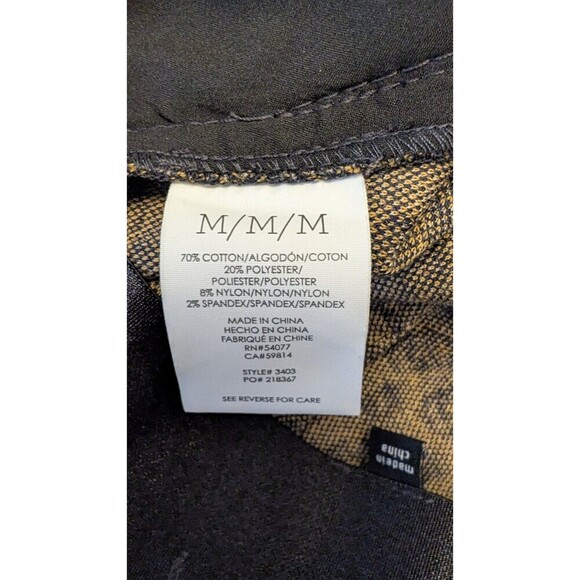 M/M/M
70% COTTON/ALGODÓN/COTON
20% POLYESTER/
POLIESTER/POLYESTER
8% NYLON/NYLON/NYLON
2% SPANDEX/SPANDEX/SPANDEX
MADE IN CHINA
HECHO EN CHINA
FABRIQUÉ EN CHINE
RN#54077
CA#59814
STYLE# 3403
PO# 218367
SEE REVERSE FOR CARE
made in
china